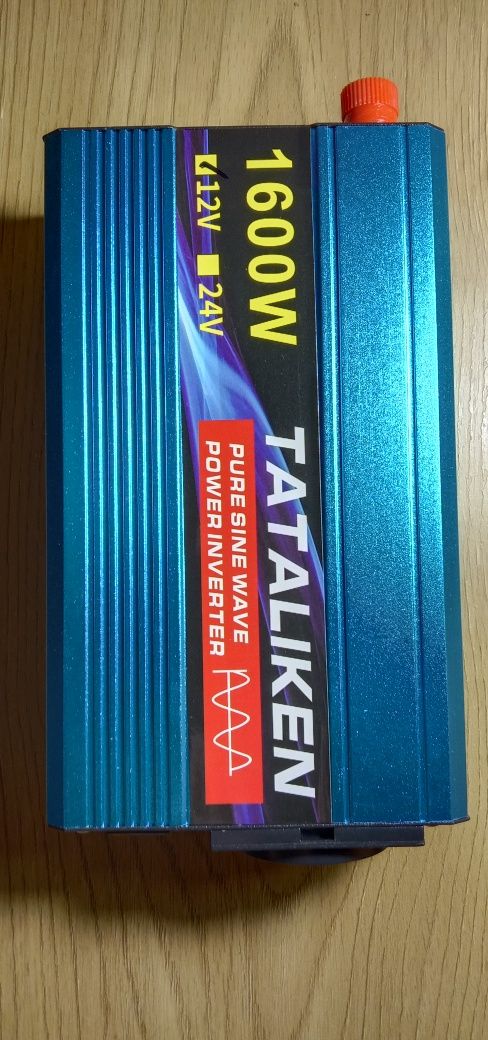 1600W
12V 24V
TATALIKEN
PURE SINE WAVE
POWER INVERTER